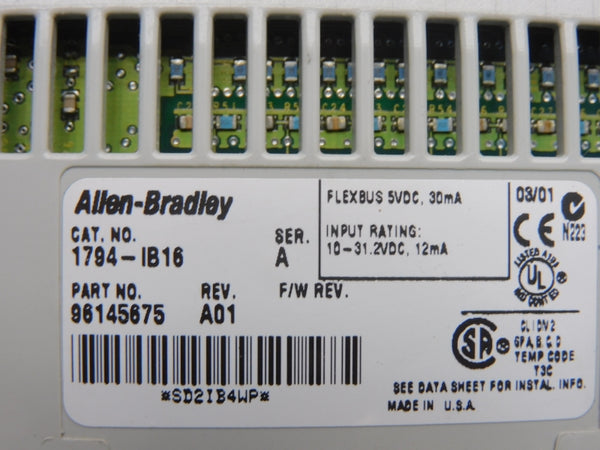 Allen-Bradley
CAT. NO.
1794-IB16
SER.
A
PART NO.
96145675
REV.
A01
F/W REV.
*SD2IB4WP*
FLEXBUS 5VDC, 30mA
INPUT RATING:
10-31.2VDC, 12mA
03/01
CE
N223
LISTED
UL
SA
CL I DIV 2
GP A, B, C, D
TEMP CODE
T3C
SEE DATA SHEET FOR INSTAL. INFO.
MADE IN U.S.A.